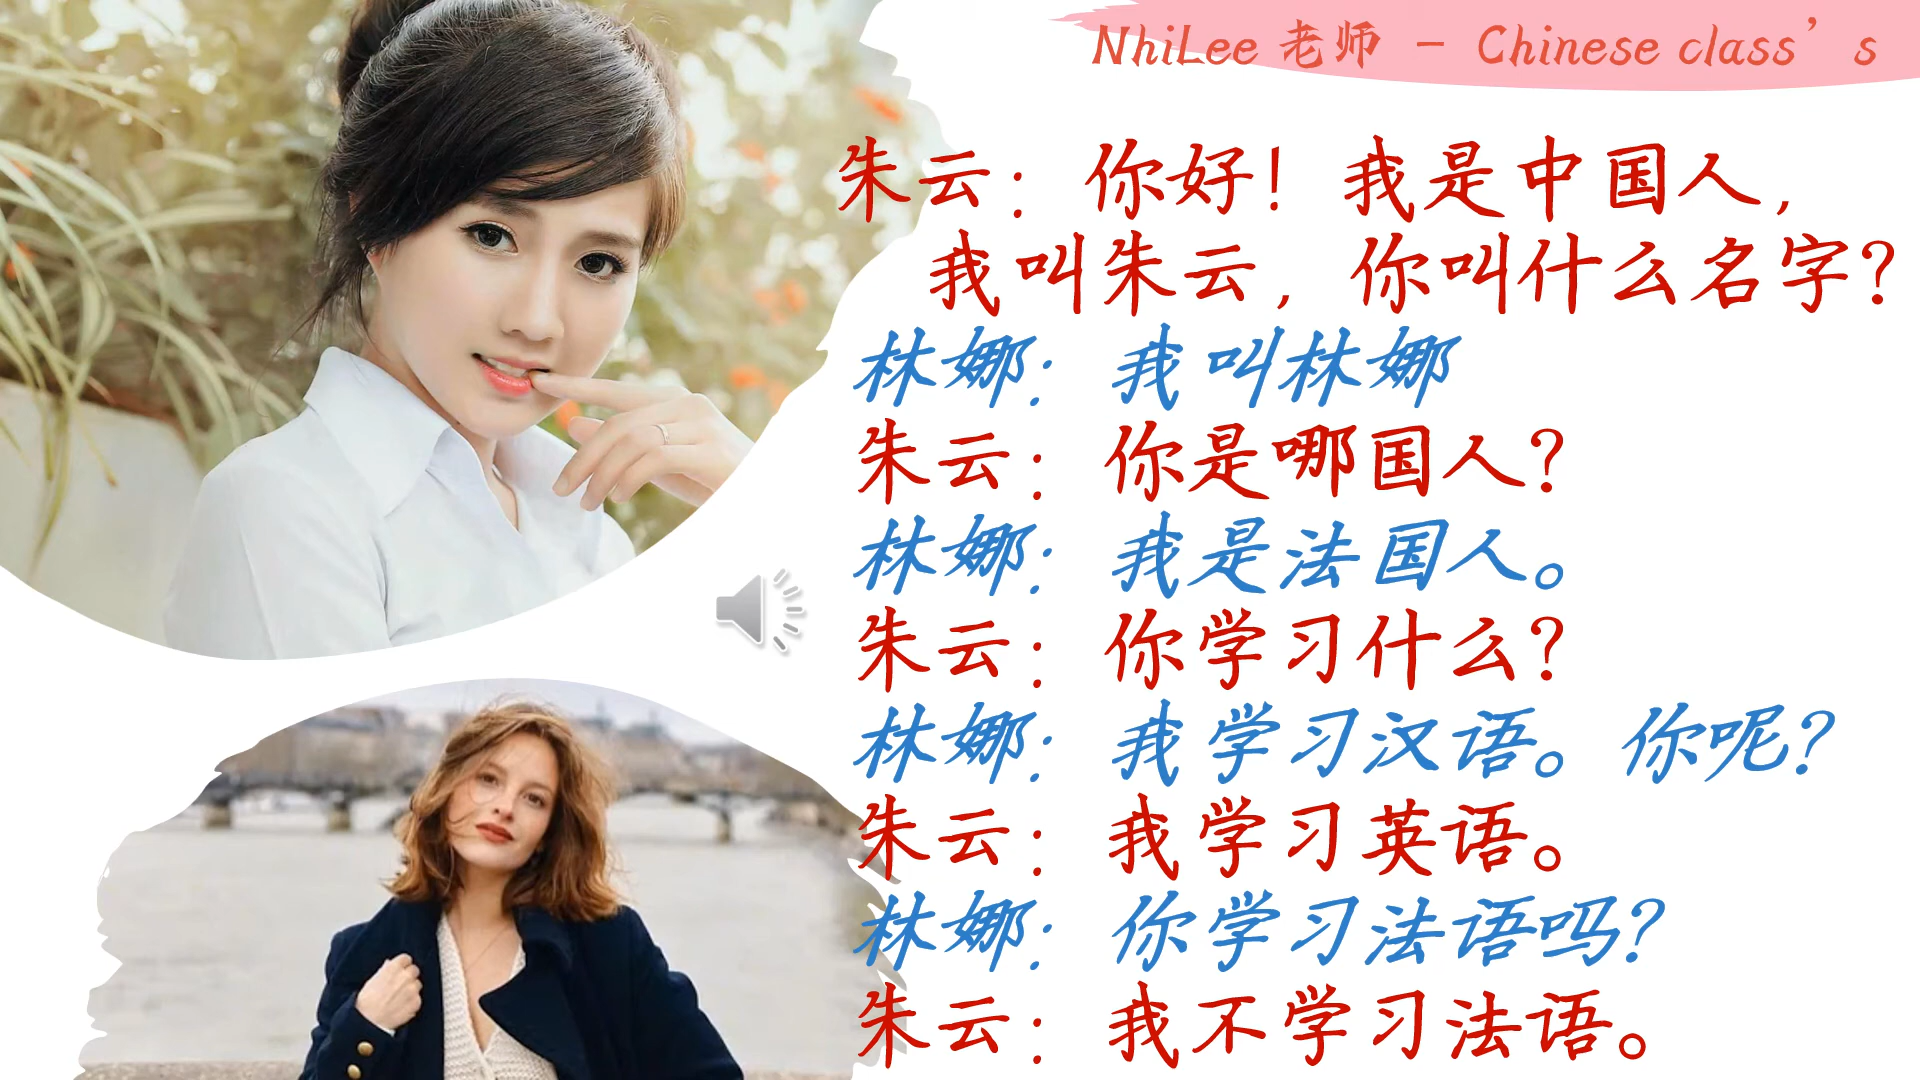 NhiLee 老师 - Chinese class’s
朱云：你好！我是中国人，
我叫朱云，你叫什么名字？
林娜：我叫林娜
朱云：你是哪国人？
林娜：我是法国人。
朱云：你学习什么？
林娜：我学习汉语。你呢？
朱云：我学习英语。
林娜：你学习法语吗？
朱云：我不学习法语。